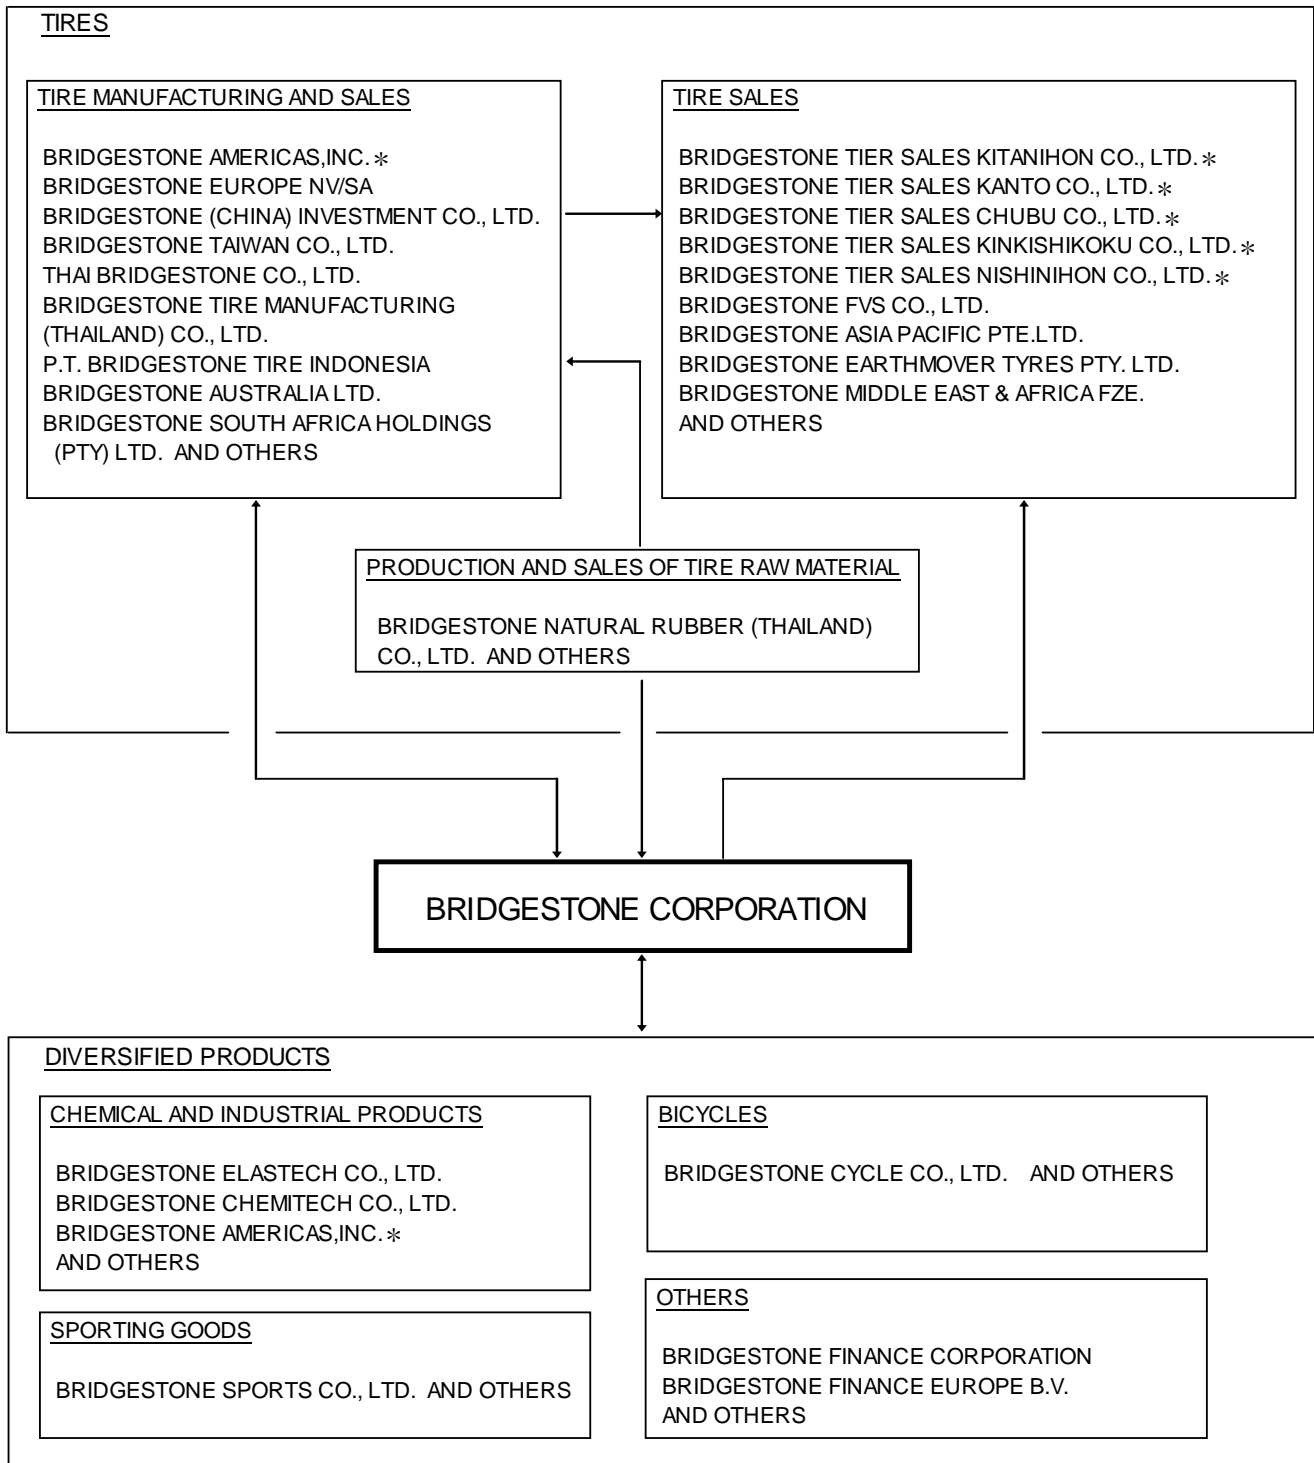 TIRES
TIRE MANUFACTURING AND SALES
BRIDGESTONE AMERICAS,INC.＊
BRIDGESTONE EUROPE NV/SA
BRIDGESTONE (CHINA) INVESTMENT CO., LTD.
BRIDGESTONE TAIWAN CO., LTD.
THAI BRIDGESTONE CO., LTD.
BRIDGESTONE TIRE MANUFACTURING
(THAILAND) CO., LTD.
P.T. BRIDGESTONE TIRE INDONESIA
BRIDGESTONE AUSTRALIA LTD.
BRIDGESTONE SOUTH AFRICA HOLDINGS
(PTY) LTD. AND OTHERS
TIRE SALES
BRIDGESTONE TIER SALES KITANIHON CO., LTD.＊
BRIDGESTONE TIER SALES KANTO CO., LTD.＊
BRIDGESTONE TIER SALES CHUBU CO., LTD.＊
BRIDGESTONE TIER SALES KINKISHIKOKU CO., LTD.＊
BRIDGESTONE TIER SALES NISHINIHON CO., LTD.＊
BRIDGESTONE FVS CO., LTD.
BRIDGESTONE ASIA PACIFIC PTE.LTD.
BRIDGESTONE EARTHMOVER TYRES PTY. LTD.
BRIDGESTONE MIDDLE EAST & AFRICA FZE.
AND OTHERS
PRODUCTION AND SALES OF TIRE RAW MATERIAL
BRIDGESTONE NATURAL RUBBER (THAILAND)
CO., LTD. AND OTHERS
BRIDGESTONE CORPORATION
DIVERSIFIED PRODUCTS
CHEMICAL AND INDUSTRIAL PRODUCTS
BRIDGESTONE ELASTECH CO., LTD.
BRIDGESTONE CHEMITECH CO., LTD.
BRIDGESTONE AMERICAS,INC.＊
AND OTHERS
BICYCLES
BRIDGESTONE CYCLE CO., LTD. AND OTHERS
SPORTING GOODS
BRIDGESTONE SPORTS CO., LTD. AND OTHERS
OTHERS
BRIDGESTONE FINANCE CORPORATION
BRIDGESTONE FINANCE EUROPE B.V.
AND OTHERS